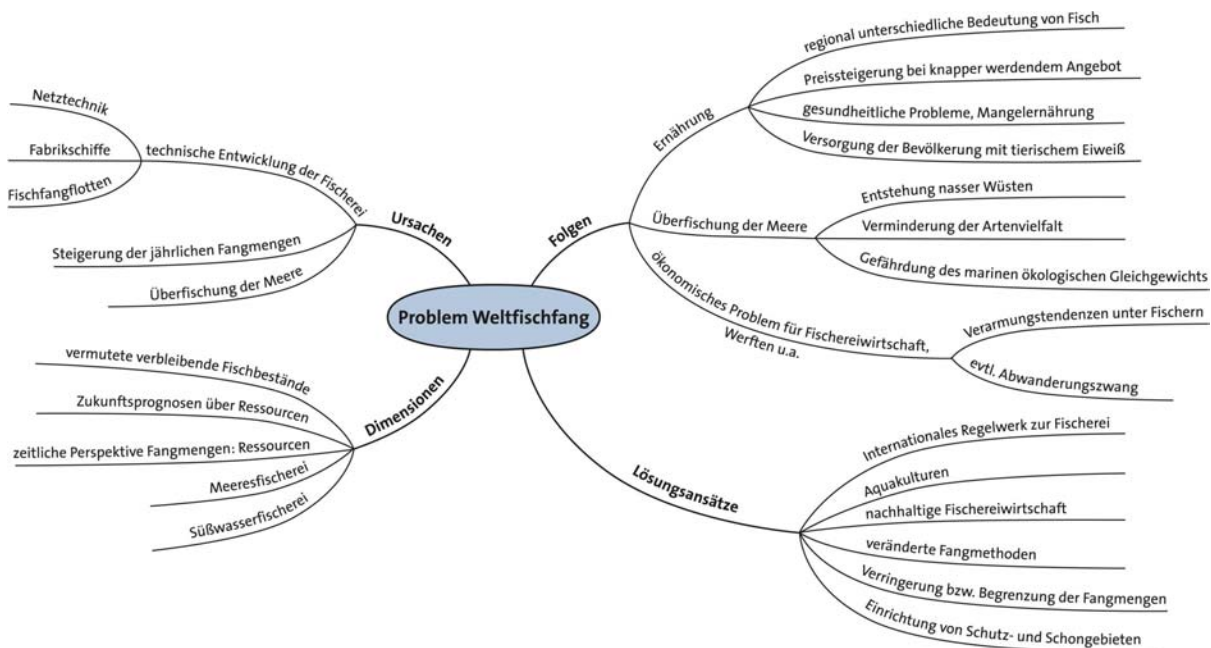 Problem Weltfischfang
Ursachen
technische Entwicklung der Fischerei
Netztechnik
Fabrikschiffe
Fischfangflotten
Steigerung der jährlichen Fangmengen
Überfischung der Meere
Folgen
Ernährung
regional unterschiedliche Bedeutung von Fisch
Preissteigerung bei knapper werdendem Angebot
gesundheitliche Probleme, Mangelernährung
Versorgung der Bevölkerung mit tierischem Eiweiß
Überfischung der Meere
Entstehung nasser Wüsten
Verminderung der Artenvielfalt
Gefährdung des marinen ökologischen Gleichgewichts
ökonomisches Problem für Fischereiwirtschaft,
Werften u.a.
Verarmungstendenzen unter Fischern
evtl. Abwanderungszwang
Dimensionen
vermutete verbleibende Fischbestände
Zukunftsprognosen über Ressourcen
zeitliche Perspektive Fangmengen: Ressourcen
Meeresfischerei
Süßwasserfischerei
Lösungsansätze
Internationales Regelwerk zur Fischerei
Aquakulturen
nachhaltige Fischereiwirtschaft
veränderte Fangmethoden
Verringerung bzw. Begrenzung der Fangmengen
Einrichtung von Schutz- und Schongebieten